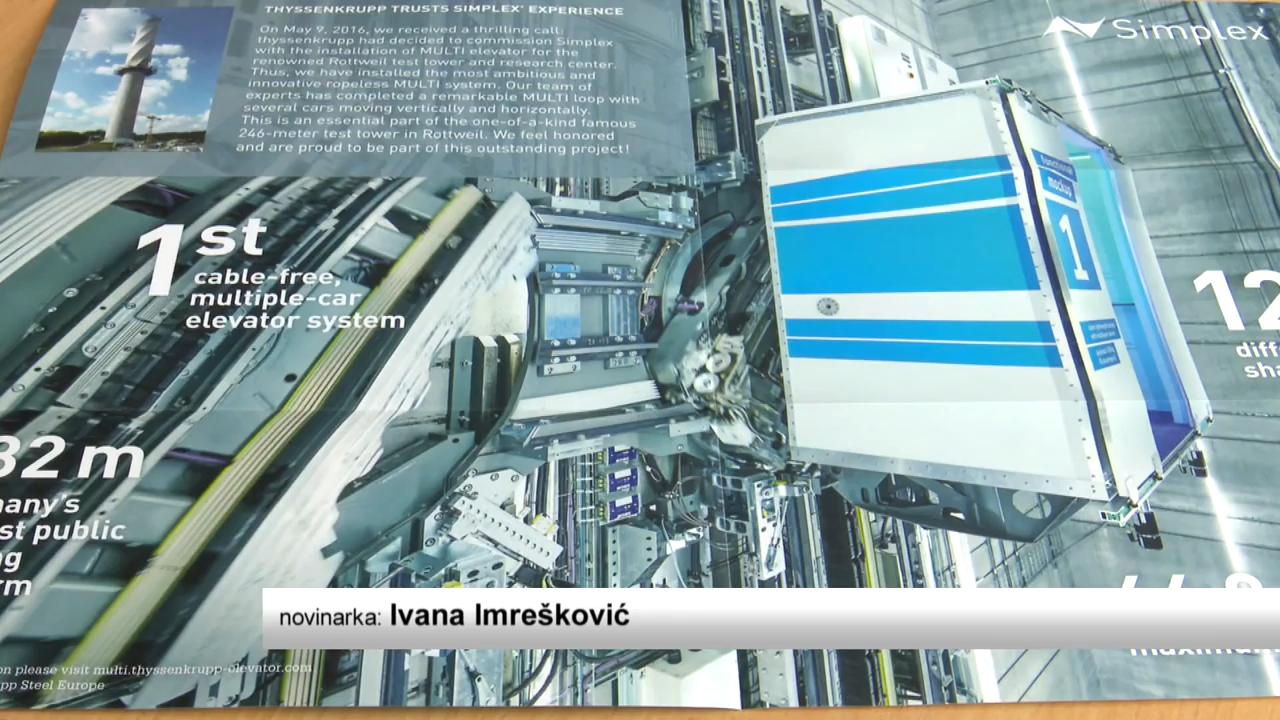 THYSSENKRUPP TRUSTS SIMPLEX' EXPERIENCE
On May 9, 2016, we received a thrilling call:
thyssenkrupp had decided to commission Simplex
with the installation of MULTI elevator for the
renowned Rottweil test tower and research center.
Thus, we have installed the most ambitious and
innovative ropeless MULTI system. Our team of
experts has completed a remarkable MULTI loop with
several cars moving vertically and horizontally.
This is an essential part of the one-of-a-kind famous
246-meter test tower in Rottweil. We feel honored
and are proud to be part of this outstanding project!
Simplex
1st
cable-free,
multiple-car
elevator system
functional
mockup
1
12
32 m
any's
st public
novinarka: Ivana Imrešković
on please visit multi.thyssenkrupp-elevator.com
pp Steel Europe